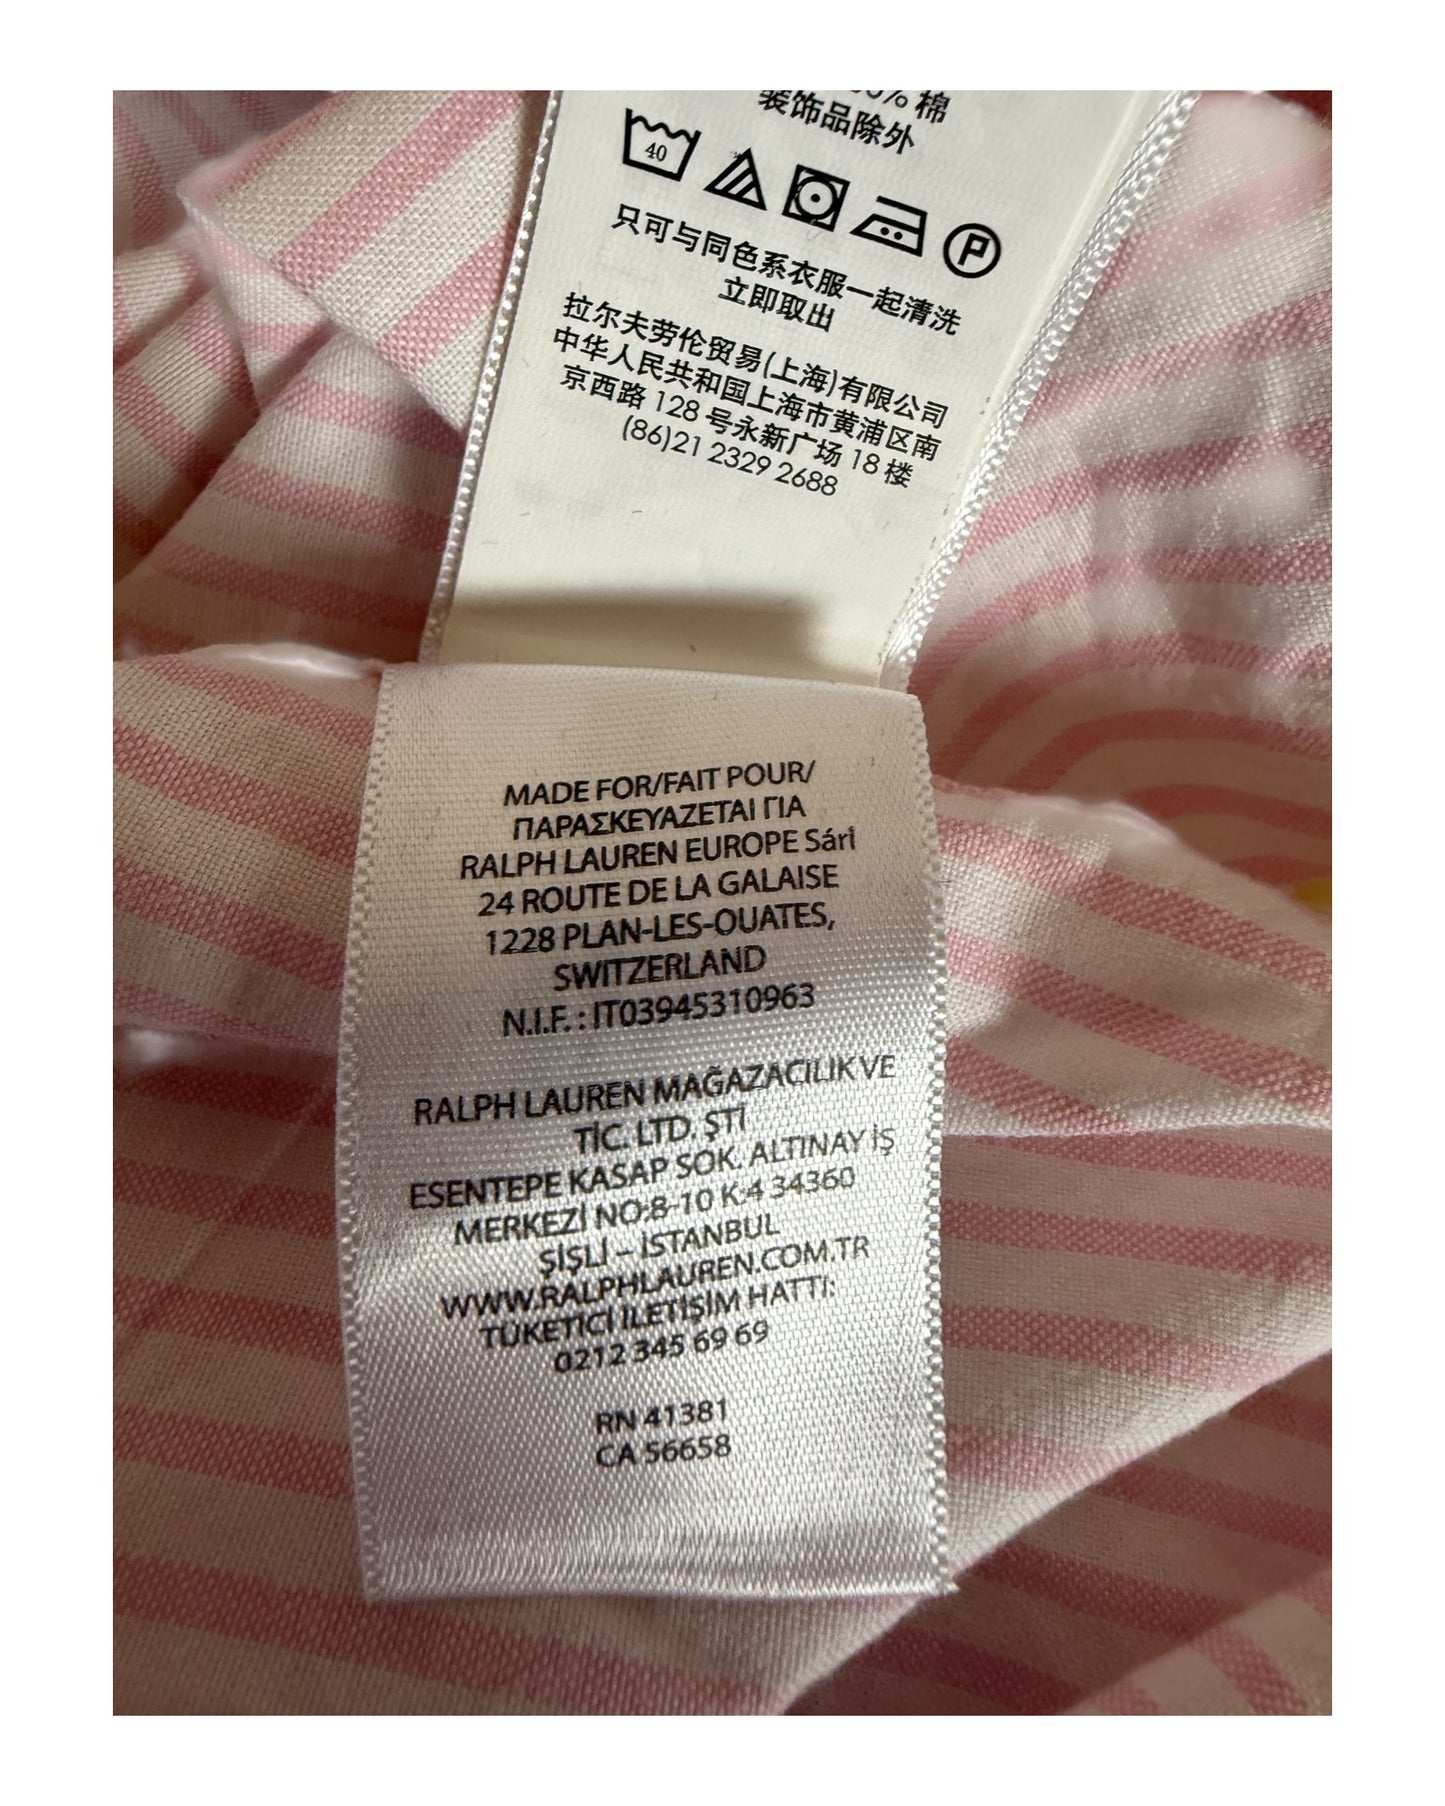 棉
装饰品除外
40
P
只可与同色系衣服一起清洗
立即取出
拉尔夫劳伦贸易(上海)有限公司
中华人民共和国上海市黄浦区南
京西路 128 号永新广场 18 楼
(86)21 2329 2688
MADE FOR/FAIT POUR/
ΠΑΡΑΣΚΕΥΑΖΕΤΑΙ ΓΙΑ
RALPH LAUREN EUROPE Sárl
24 ROUTE DE LA GALAISE
1228 PLAN-LES-OUATES,
SWITZERLAND
N.I.F. : IT03945310963
RALPH LAUREN MAĞAZACILIK VE
TİC. LTD. ŞTİ
ESENTEPE KASAP SOK. ALTINAY İŞ
MERKEZİ NO:8-10 K:4 34360
ŞİŞLİ – İSTANBUL
WWW.RALPHLAUREN.COM.TR
TÜKETİCİ İLETİŞİM HATTI:
0212 345 69 69
RN 41381
CA 56658